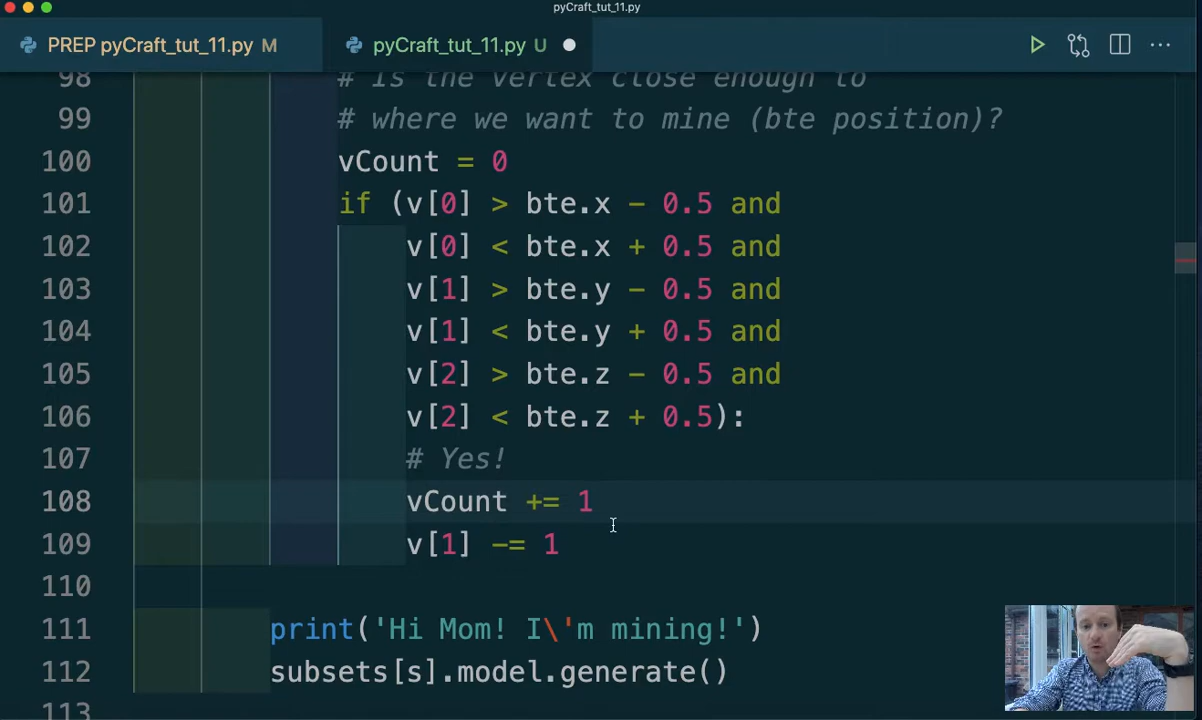 pyCraft_tut_11.py
PREP pyCraft_tut_11.py M
pyCraft_tut_11.py U
98 # Is the vertex close enough to
99 # where we want to mine (bte position)?
100 vCount = 0
101 if (v[0] > bte.x - 0.5 and
102 v[0] < bte.x + 0.5 and
103 v[1] > bte.y - 0.5 and
104 v[1] < bte.y + 0.5 and
105 v[2] > bte.z - 0.5 and
106 v[2] < bte.z + 0.5):
107 # Yes!
108 vCount += 1
109 v[1] -= 1
110
111 print('Hi Mom! I\'m mining!')
112 subsets[s].model.generate()
113